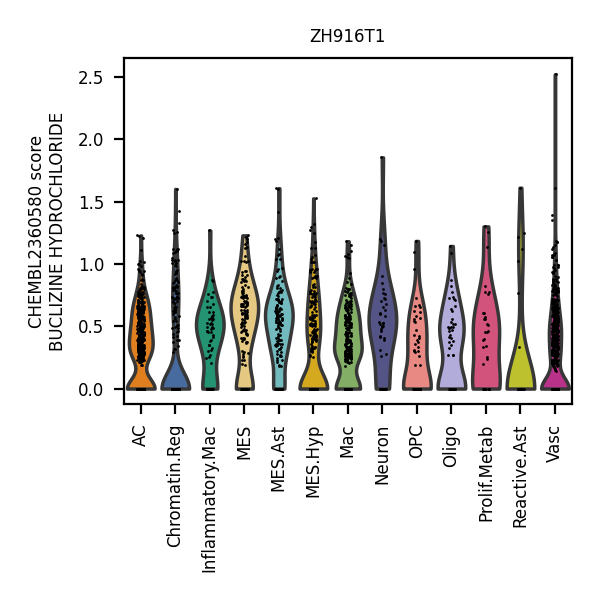 ZH916T1
CHEMBL2360580 score
BUCLIZINE HYDROCHLORIDE
2.5
2.0
1.5
1.0
0.5
0.0
AC
Chromatin.Reg
Inflammatory.Mac
MES
MES.Ast
MES.Hyp
Mac
Neuron
OPC
Oligo
Prolif.Metab
Reactive.Ast
Vasc